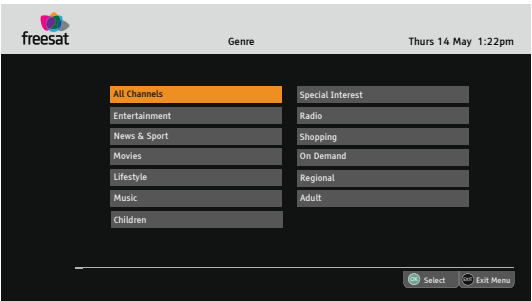 freesat
Genre
Thurs 14 May 1:22pm
All Channels
Entertainment
News & Sport
Movies
Lifestyle
Music
Children
Special Interest
Radio
Shopping
On Demand
Regional
Adult
OK Select
EXIT Exit Menu